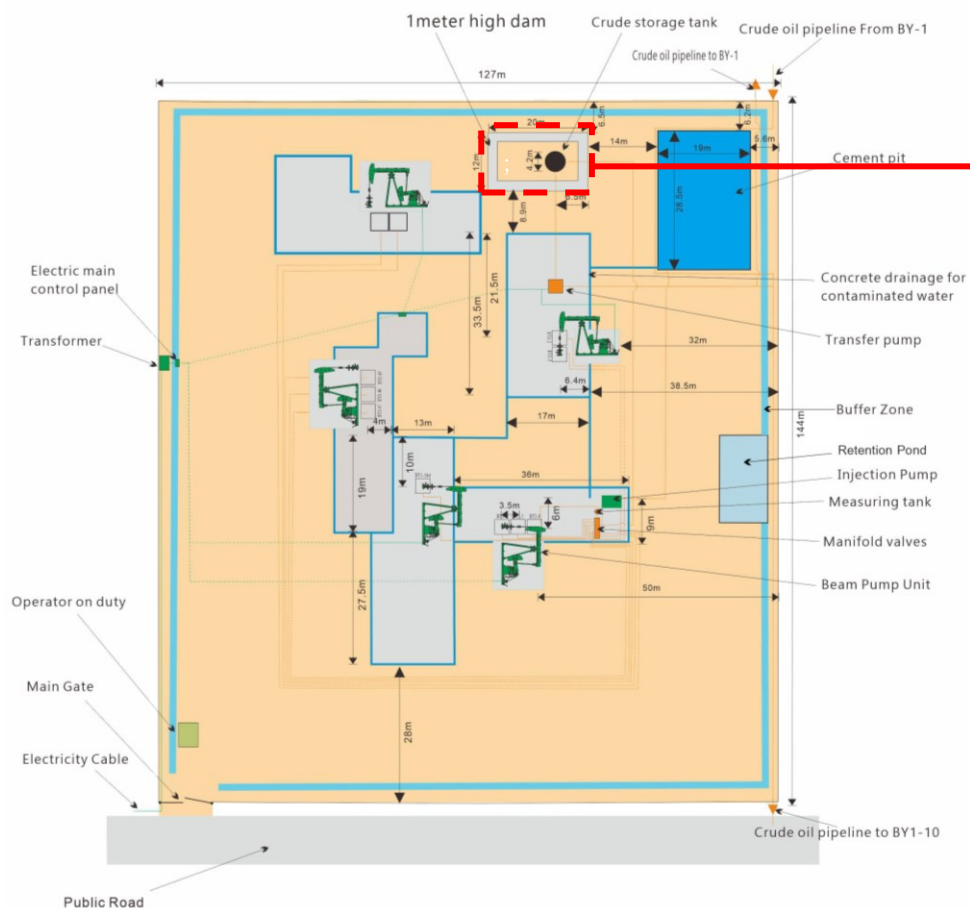 1meter high dam
Crude storage tank
Crude oil pipeline From BY-1
Crude oil pipeline to BY-1
127m
20m
6.5m
6.2m
14m
19m
5.6m
12m
4.2m
Cement pit
28.5m
8.9m
Electric main
control panel
21.5m
33.5m
Concrete drainage for
contaminated water
Transformer
Transfer pump
32m
6.4m
38.5m
Buffer Zone
144m
4m
13m
17m
Retention Pond
10m
19m
36m
Injection Pump
3.5m
6m
9m
Measuring tank
Manifold valves
Beam Pump Unit
50m
27.5m
Operator on duty
Main Gate
28m
Electricity Cable
Crude oil pipeline to BY1-10
Public Road